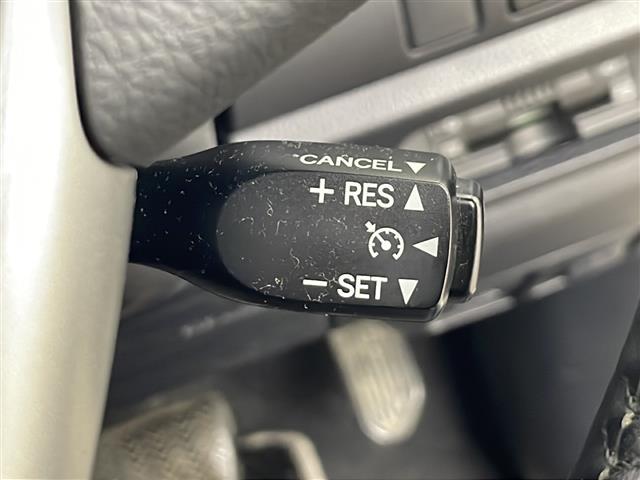 CANCEL▼
+ RES▲
◀
− SET▼